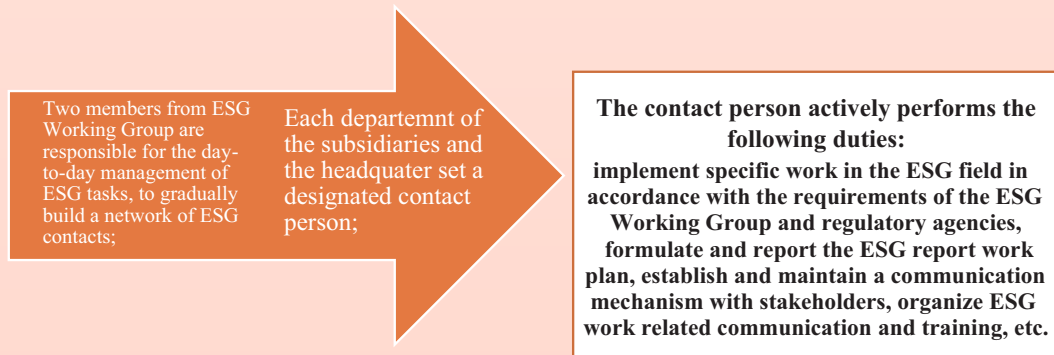 Two members from ESG
Working Group are
responsible for the day-
to-day management of
ESG tasks, to gradually
build a network of ESG
contacts;
Each departemnt of
the subsidiaries and
the headquater set a
designated contact
person;
The contact person actively performs the
following duties:
implement specific work in the ESG field in
accordance with the requirements of the ESG
Working Group and regulatory agencies,
formulate and report the ESG report work
plan, establish and maintain a communication
mechanism with stakeholders, organize ESG
work related communication and training, etc.